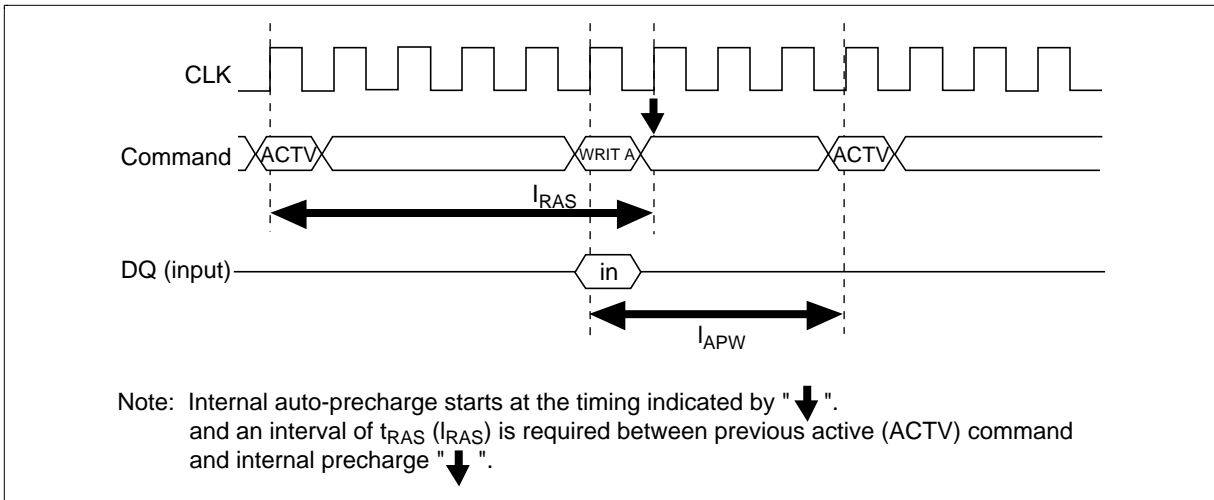 CLK
Command ACTV WRIT A ACTV
lRAS
DQ (input) in
lAPW
Note: Internal auto-precharge starts at the timing indicated by " ".
and an interval of tRAS (lRAS) is required between previous active (ACTV) command
and internal precharge " ".